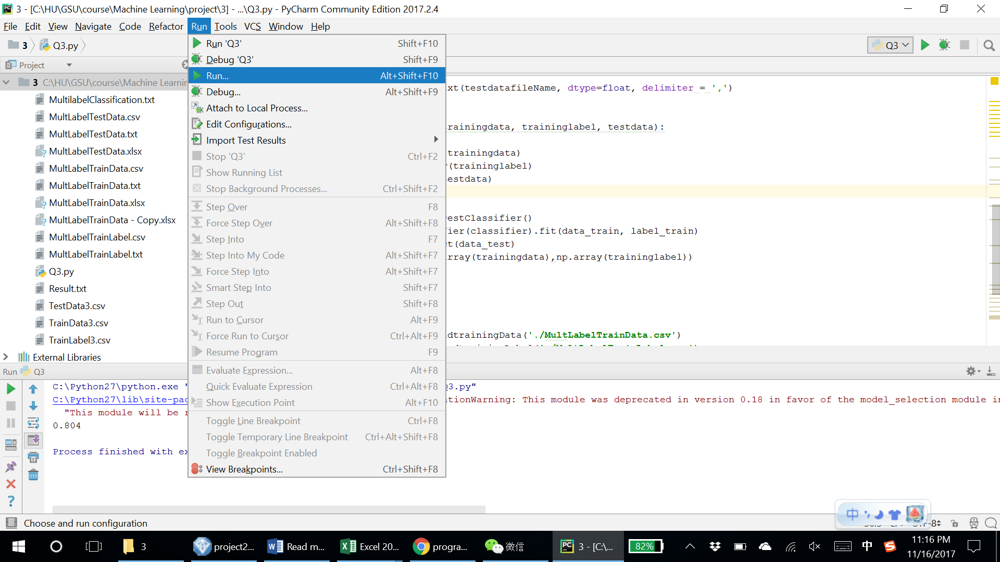 3 - [C:\HU\GSU\course\Machine Learning\project\3] - ...\Q3.py - PyCharm Community Edition 2017.2.4
File Edit View Navigate Code Refactor Run Tools VCS Window Help
3 Q3.py Q3
Project
3 C:\HU\GSU\course\Machine Learnin
MultilabelClassification.txt
MultLabelTestData.csv
MultLabelTestData.txt
MultLabelTestData.xlsx
MultLabelTrainData.csv
MultLabelTrainData.txt
MultLabelTrainData.xlsx
MultLabelTrainData - Copy.xlsx
MultLabelTrainLabel.csv
MultLabelTrainLabel.txt
Q3.py
Result.txt
TestData3.csv
TrainData3.csv
TrainLabel3.csv
External Libraries
Run 'Q3' Shift+F10
Debug 'Q3' Shift+F9
Run... Alt+Shift+F10
Debug... Alt+Shift+F9
Attach to Local Process...
Edit Configurations...
Import Test Results
Stop 'Q3' Ctrl+F2
Show Running List
Stop Background Processes... Ctrl+Shift+F2
Step Over F8
Force Step Over Alt+Shift+F8
Step Into F7
Step Into My Code Alt+Shift+F7
Force Step Into Alt+Shift+F7
Smart Step Into Shift+F7
Step Out Shift+F8
Run to Cursor Alt+F9
Force Run to Cursor Ctrl+Alt+F9
Resume Program F9
Evaluate Expression... Alt+F8
Quick Evaluate Expression Ctrl+Alt+F8
Show Execution Point Alt+F10
Toggle Line Breakpoint Ctrl+F8
Toggle Temporary Line Breakpoint Ctrl+Alt+Shift+F8
Toggle Breakpoint Enabled
View Breakpoints... Ctrl+Shift+F8
xt(testdatafileName, dtype=float, delimiter = ',')
rainingdata, traininglabel, testdata):
trainingdata)
(traininglabel)
estdata)
estClassifier()
ier(classifier).fit(data_train, label_train)
t(data_test)
rray(trainingdata),np.array(traininglabel))
dtrainingData('./MultLabelTrainData.csv')
Run Q3
C:\Python27\python.exe " 3.py"
C:\Python27\lib\site-pac ationWarning: This module was deprecated in version 0.18 in favor of the model_selection module in
"This module will be r
0.804
Process finished with ex
Choose and run configuration
中
-8
3 project2... Read m... Excel 20... progra... 微信 3 - [C:\... 82% 中 11:16 PM
11/16/2017